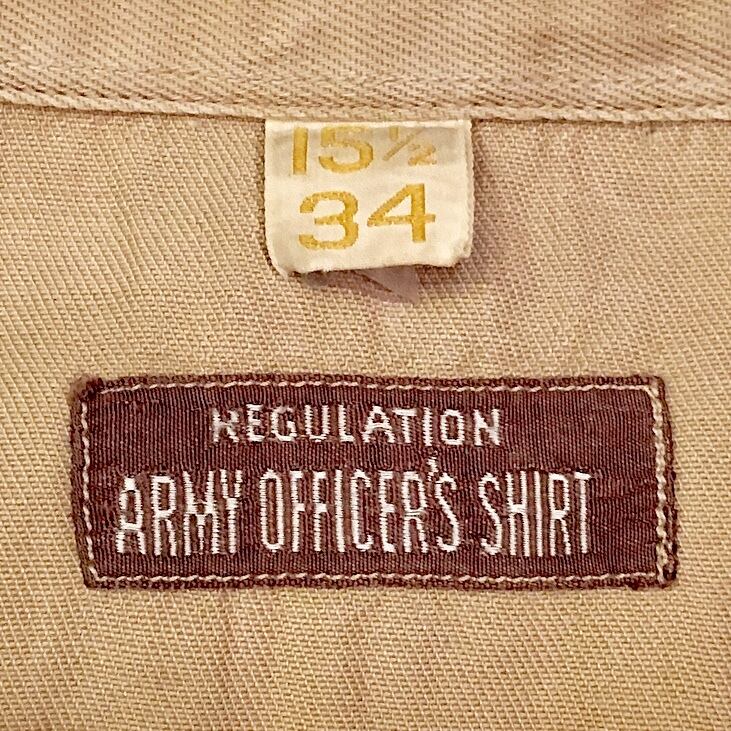 15½
34
REGULATION
ARMY OFFICER'S SHIRT